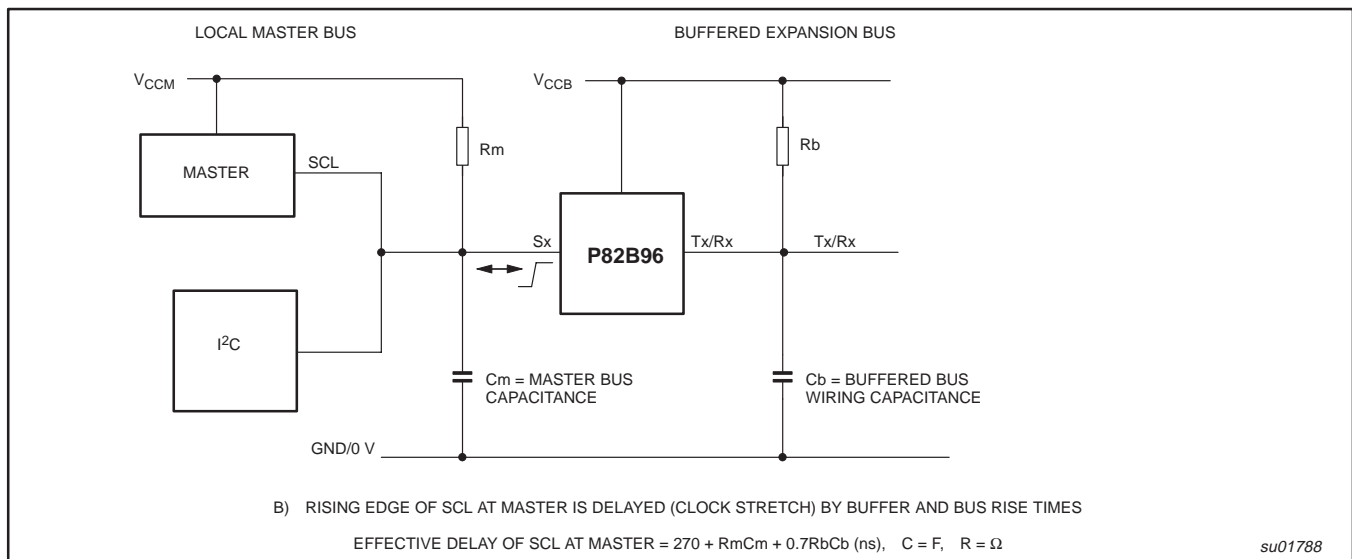 LOCAL MASTER BUS
BUFFERED EXPANSION BUS
VCCM
VCCB
Rm
Rb
MASTER
SCL
Sx
P82B96
Tx/Rx
Tx/Rx
I²C
Cm = MASTER BUS
CAPACITANCE
Cb = BUFFERED BUS
WIRING CAPACITANCE
GND/0 V
B) RISING EDGE OF SCL AT MASTER IS DELAYED (CLOCK STRETCH) BY BUFFER AND BUS RISE TIMES
EFFECTIVE DELAY OF SCL AT MASTER = 270 + RmCm + 0.7RbCb (ns), C = F, R = Ω
su01788